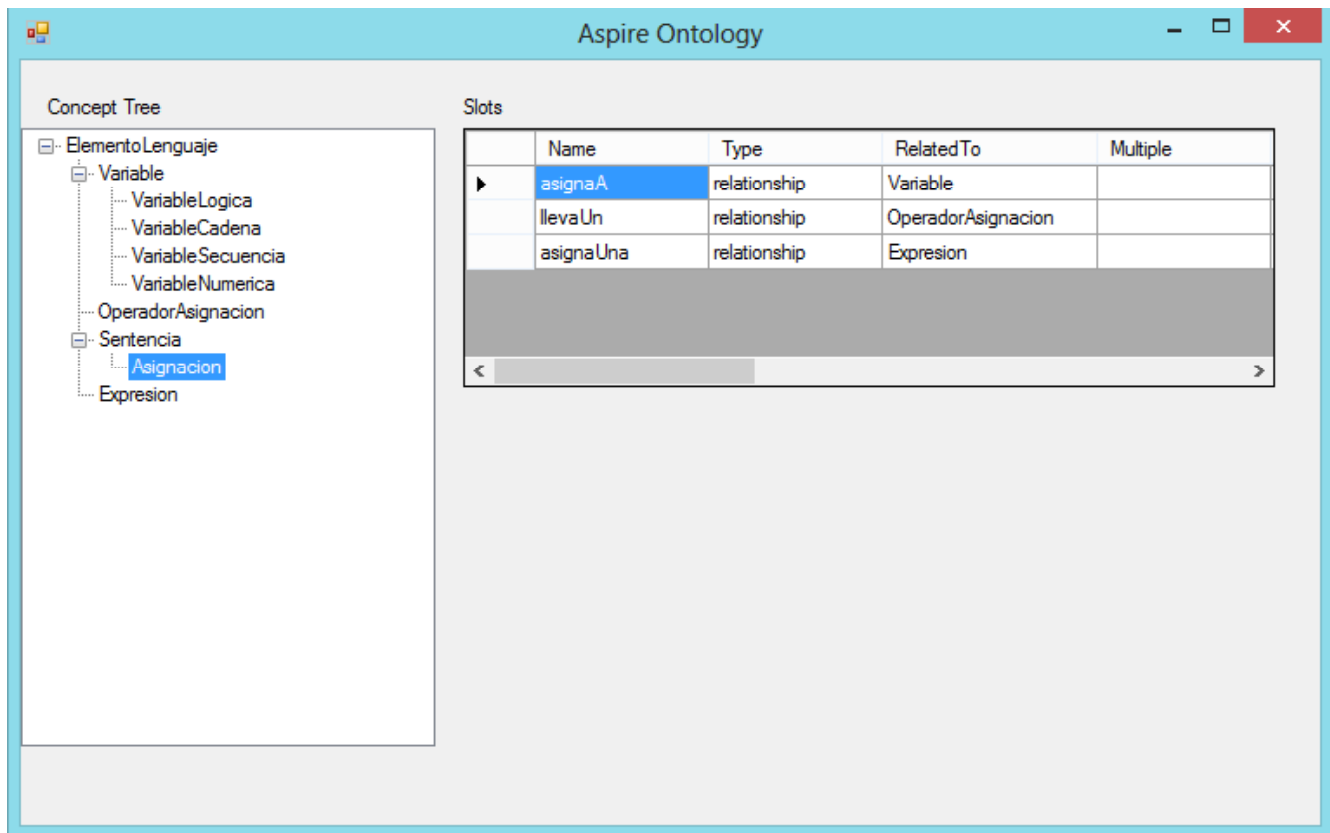 Aspire Ontology
Concept Tree
ElementoLenguaje
Variable
VariableLogica
VariableCadena
VariableSecuencia
VariableNumerica
OperadorAsignacion
Sentencia
Asignacion
Expresion
Slots
Name Type RelatedTo Multiple
asignaA relationship Variable
llevaUn relationship OperadorAsignacion
asignaUna relationship Expresion